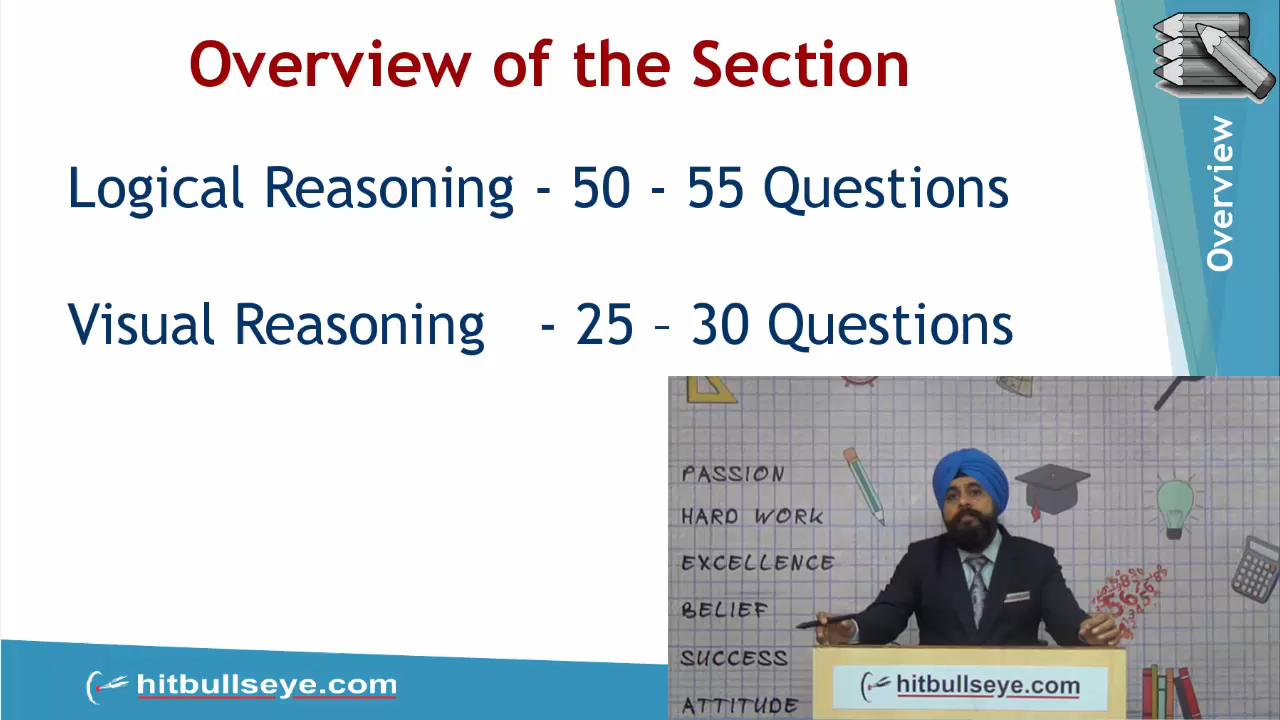 Overview of the Section
Overview
Logical Reasoning - 50 - 55 Questions
Visual Reasoning - 25 – 30 Questions
PASSION
HARD WORK
EXCELLENCE
BELIEF
SUCCESS
ATTITUDE
hitbullseye.com
hitbullseye.com